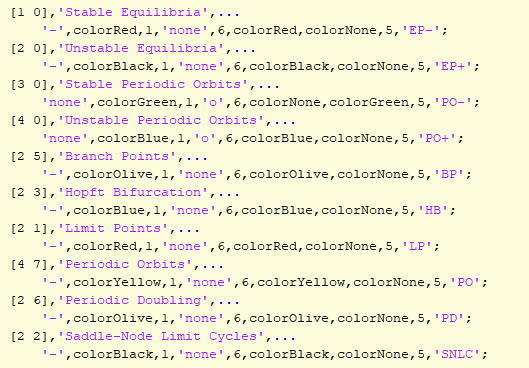 [1 0],'Stable Equilibria',...
'-',colorRed,1,'none',6,colorRed,colorNone,5,'EP-';
[2 0],'Unstable Equilibria',...
'-',colorBlack,1,'none',6,colorBlack,colorNone,5,'EP+';
[3 0],'Stable Periodic Orbits',...
'none',colorGreen,1,'o',6,colorNone,colorGreen,5,'PO-';
[4 0],'Unstable Periodic Orbits',...
'none',colorBlue,1,'o',6,colorBlue,colorNone,5,'PO+';
[2 5],'Branch Points',...
'-',colorOlive,1,'none',6,colorOlive,colorNone,5,'BP';
[2 3],'Hopft Bifurcation',...
'-',colorBlue,1,'none',6,colorBlue,colorNone,5,'HB';
[2 1],'Limit Points',...
'-',colorRed,1,'none',6,colorRed,colorNone,5,'LP';
[4 7],'Periodic Orbits',...
'-',colorYellow,1,'none',6,colorYellow,colorNone,5,'PO';
[2 6],'Periodic Doubling',...
'-',colorOlive,1,'none',6,colorOlive,colorNone,5,'PD';
[2 2],'Saddle-Node Limit Cycles',...
'-',colorBlack,1,'none',6,colorBlack,colorNone,5,'SNLC';